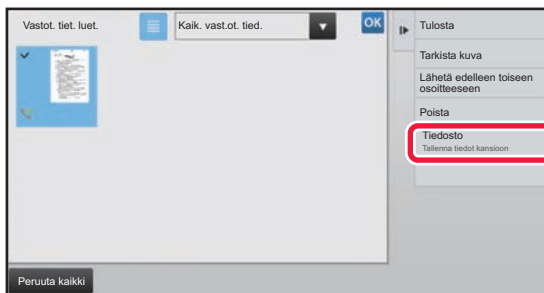 Vastot. tiet. luet.
Kaik. vast.ot. tied.
OK
Tulosta
Tarkista kuva
Lähetä edelleen toiseen
osoitteeseen
Poista
Tiedosto
Tallenna tiedot kansioon
Peruuta kaikki